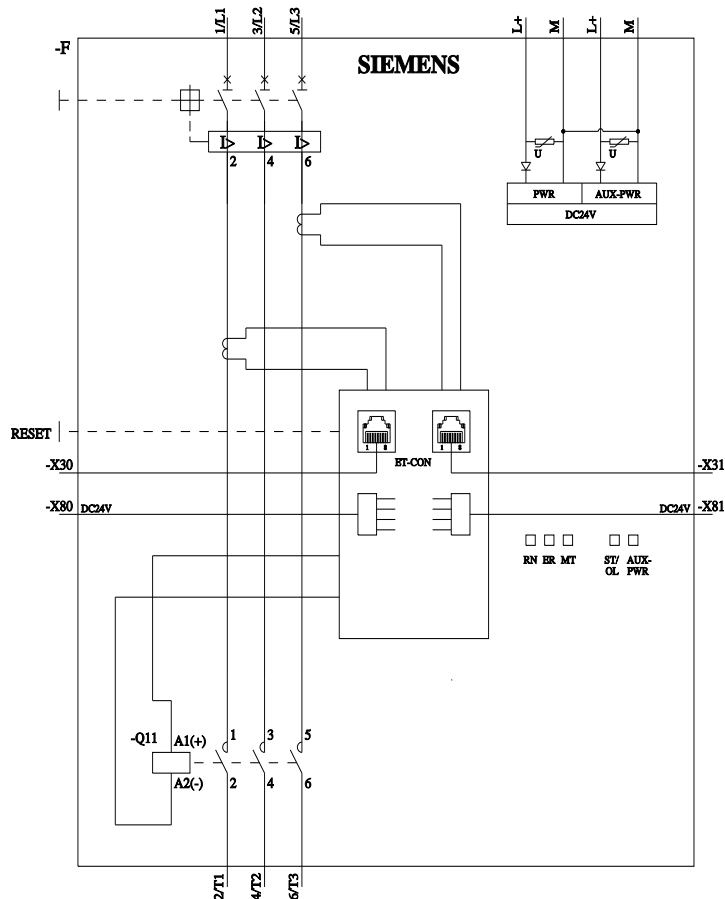 1/L1 3/L2 5/L3 L+ M L+ M
-F
SIEMENS
I> I> I>
2 4 6
U U
PWR AUX-PWR
DC24V
RESET
1 8 1 8
ET-CON
-X30 -X31
-X80 DC24V DC24V -X81
RN ER MT ST/ AUX-
OL PWR
-Q11 A1(+) 1 3 5
A2(-) 2 4 6
2/T1 4/T2 6/T3